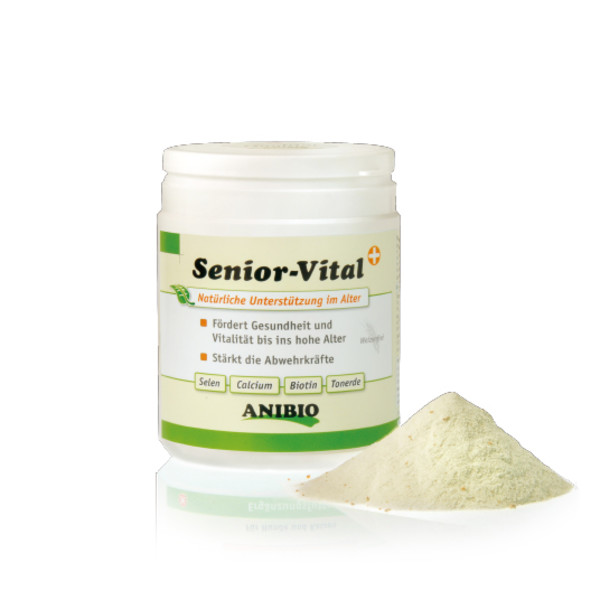 Senior-Vital +
Natürliche Unterstützung im Alter
Fördert Gesundheit und
Vitalität bis ins hohe Alter
Stärkt die Abwehrkräfte
Selen Calcium Biotin Tonerde
ANIBIO